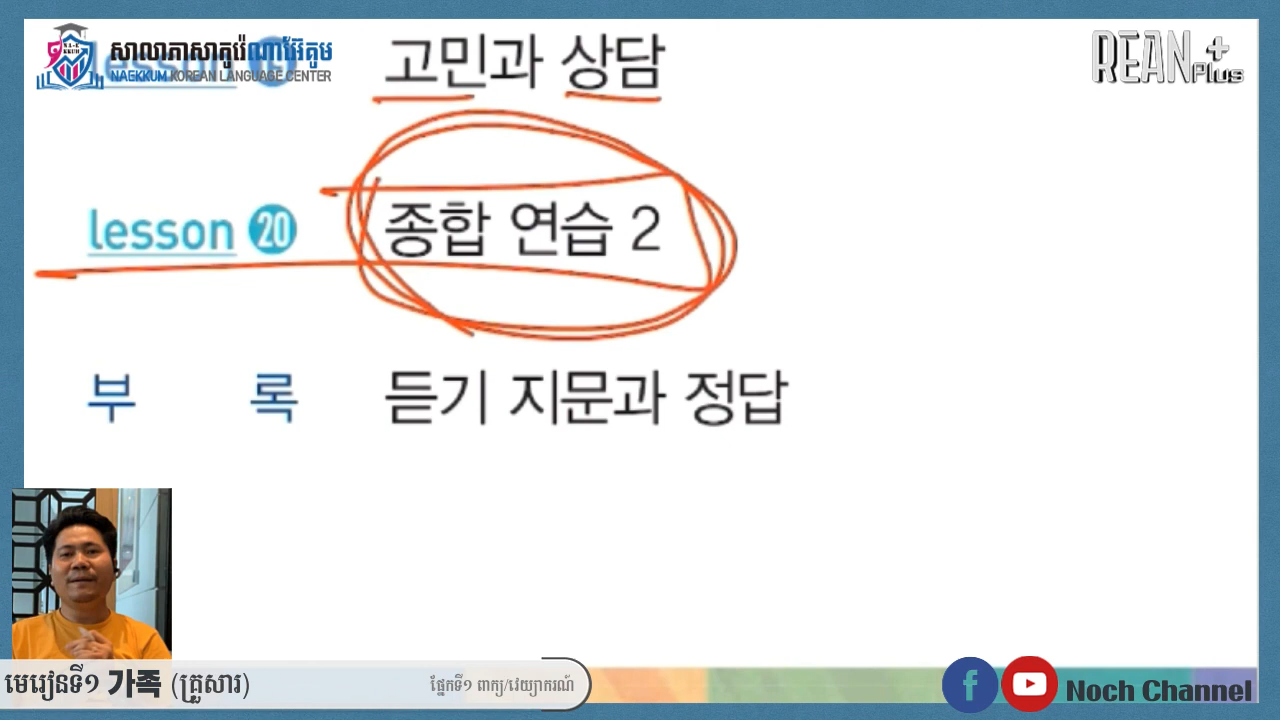 សាលាភាសាកូរ៉េណាអ៊ែគូម
NAEKKUM KOREAN LANGUAGE CENTER
REAN + Plus
lesson
고민과 상담
lesson 20 종합 연습 2
부 록 듣기 지문과 정답
មេរៀនទី១ 가족 (គ្រួសារ)
ផ្នែកទី១ ពាក្យ/វេយ្យាករណ៍
Noch Channel